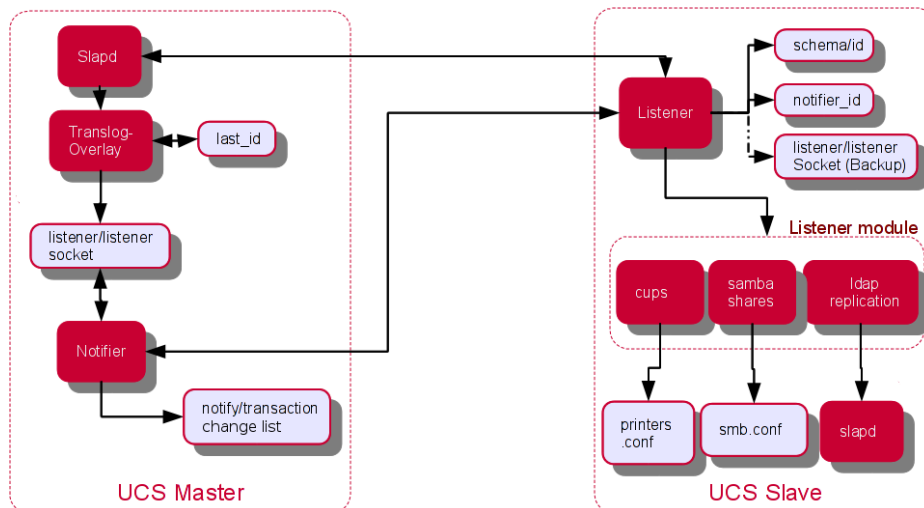 Slapd
Translog-
Overlay
last_id
listener/listener
socket
Notifier
notify/transaction
change list
UCS Master
Listener
schema/id
notifier_id
listener/listener
Socket (Backup)
Listener module
cups
samba
shares
ldap
replication
printers
.conf
smb.conf
slapd
UCS Slave